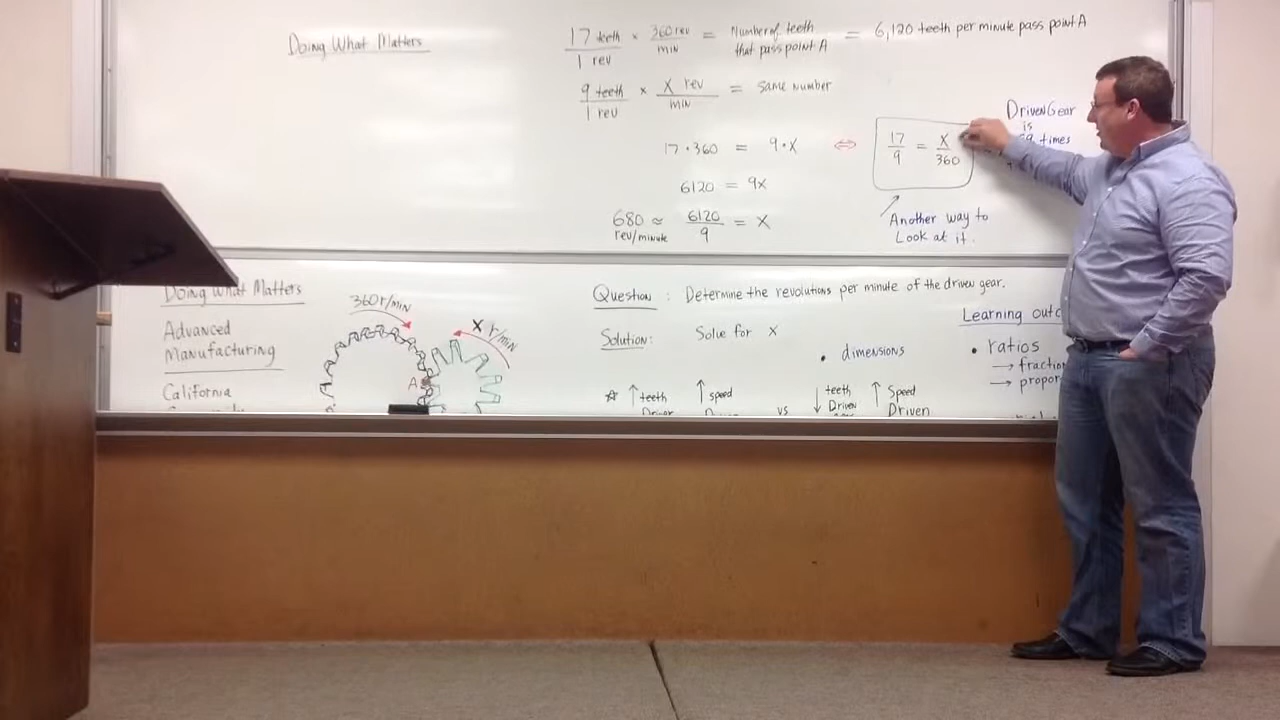 Doing What Matters
17 teeth / 1 rev × 360 rev / min = Number of teeth that pass point A = 6,120 teeth per minute pass point A
9 teeth / 1 rev × X rev / min = same number
17 • 360 = 9 • X ⇔ 17 / 9 = X / 360
Driven Gear
is
times
6120 = 9X
680 rev/minute ≈ 6120 / 9 = X
Another way to
Look at it.
Doing What Matters
Advanced
Manufacturing
California
360 r/min
X r/min
A
Question : Determine the revolutions per minute of the driven gear.
Solution: Solve for X
• dimensions
☆ ↑ teeth ↑ speed vs ↓ teeth Driven ↑ Speed Driven
Learning
• ratios